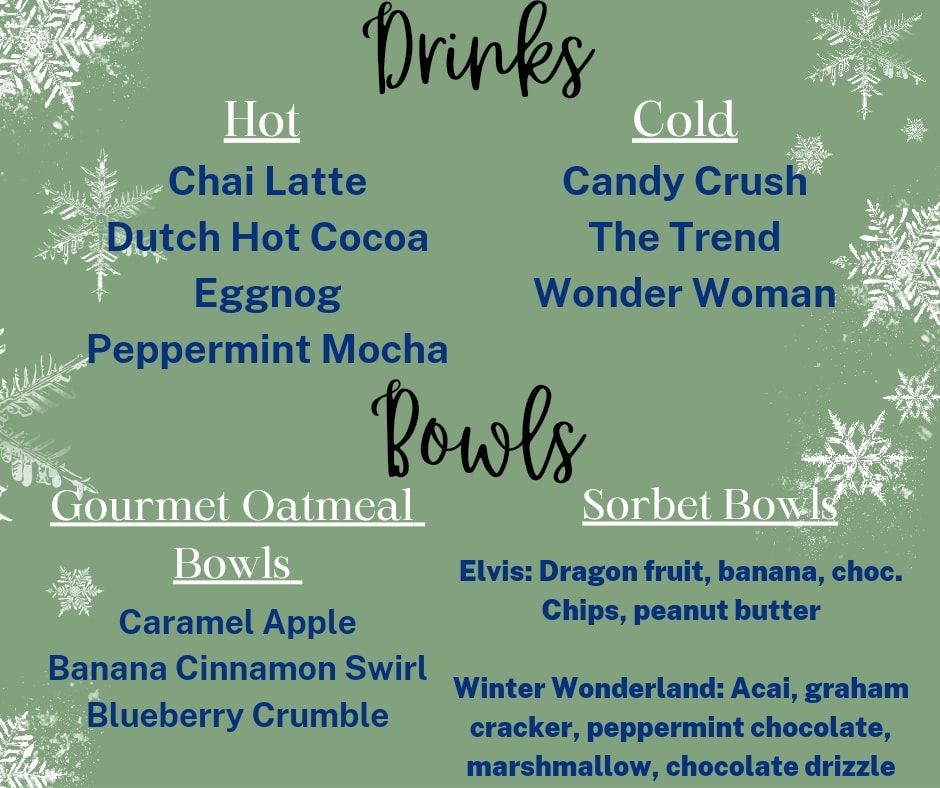 Drinks
Hot
Chai Latte
Dutch Hot Cocoa
Eggnog
Peppermint Mocha
Cold
Candy Crush
The Trend
Wonder Woman
Bowls
Gourmet Oatmeal
Bowls
Caramel Apple
Banana Cinnamon Swirl
Blueberry Crumble
Sorbet Bowls
Elvis: Dragon fruit, banana, choc.
Chips, peanut butter
Winter Wonderland: Acai, graham
cracker, peppermint chocolate,
marshmallow, chocolate drizzle